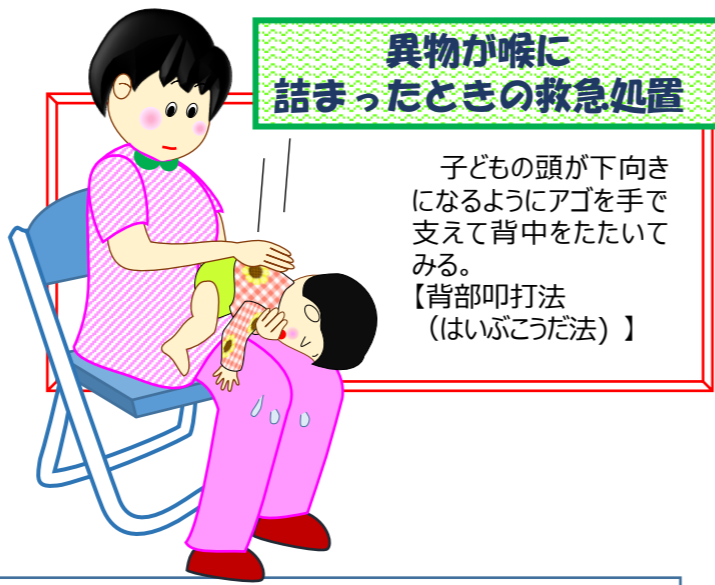 異物が喉に
詰まったときの救急処置
　子どもの頭が下向き
になるようにアゴを手で
支えて背中をたたいて
みる。
【背部叩打法
（はいぶこうだ法）】